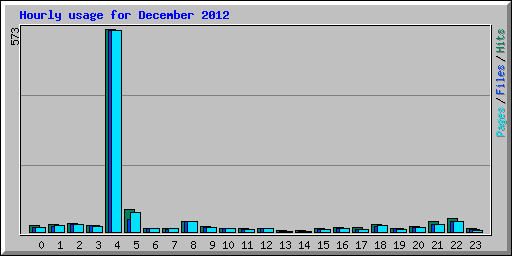 Hourly usage for December 2012
573
Pages/Files/Hits
0 1 2 3 4 5 6 7 8 9 10 11 12 13 14 15 16 17 18 19 20 21 22 23